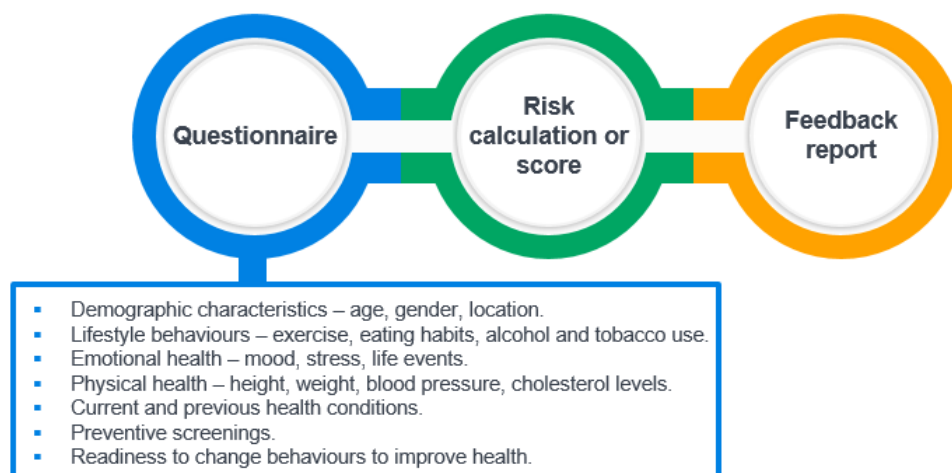 Questionnaire
Risk
calculation or
score
Feedback
report
▪ Demographic characteristics – age, gender, location.
▪ Lifestyle behaviours – exercise, eating habits, alcohol and tobacco use.
▪ Emotional health – mood, stress, life events.
▪ Physical health – height, weight, blood pressure, cholesterol levels.
▪ Current and previous health conditions.
▪ Preventive screenings.
▪ Readiness to change behaviours to improve health.